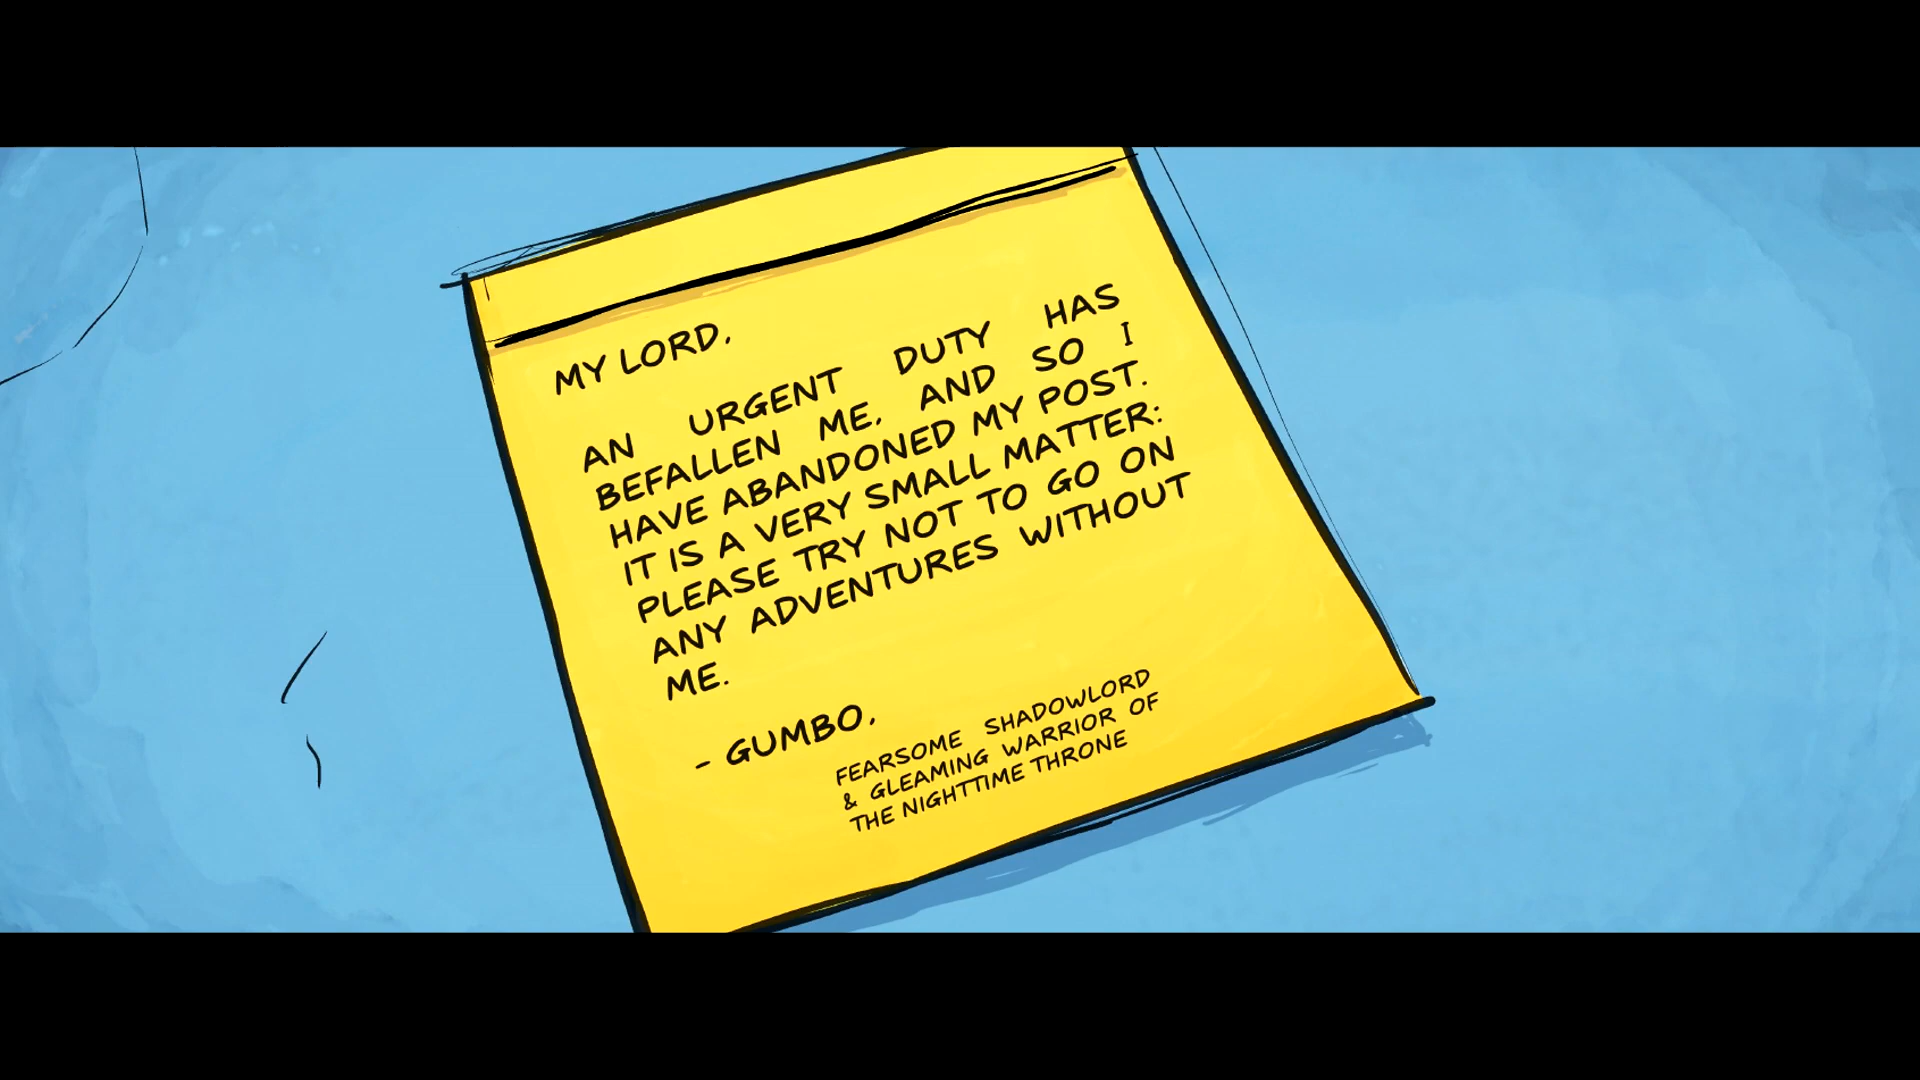 MY LORD,
AN URGENT DUTY HAS
BEFALLEN ME, AND SO I
HAVE ABANDONED MY POST.
IT IS A VERY SMALL MATTER:
PLEASE TRY NOT TO GO ON
ANY ADVENTURES WITHOUT
ME.
- GUMBO,
FEARSOME SHADOWLORD
& GLEAMING WARRIOR OF
THE NIGHTTIME THRONE